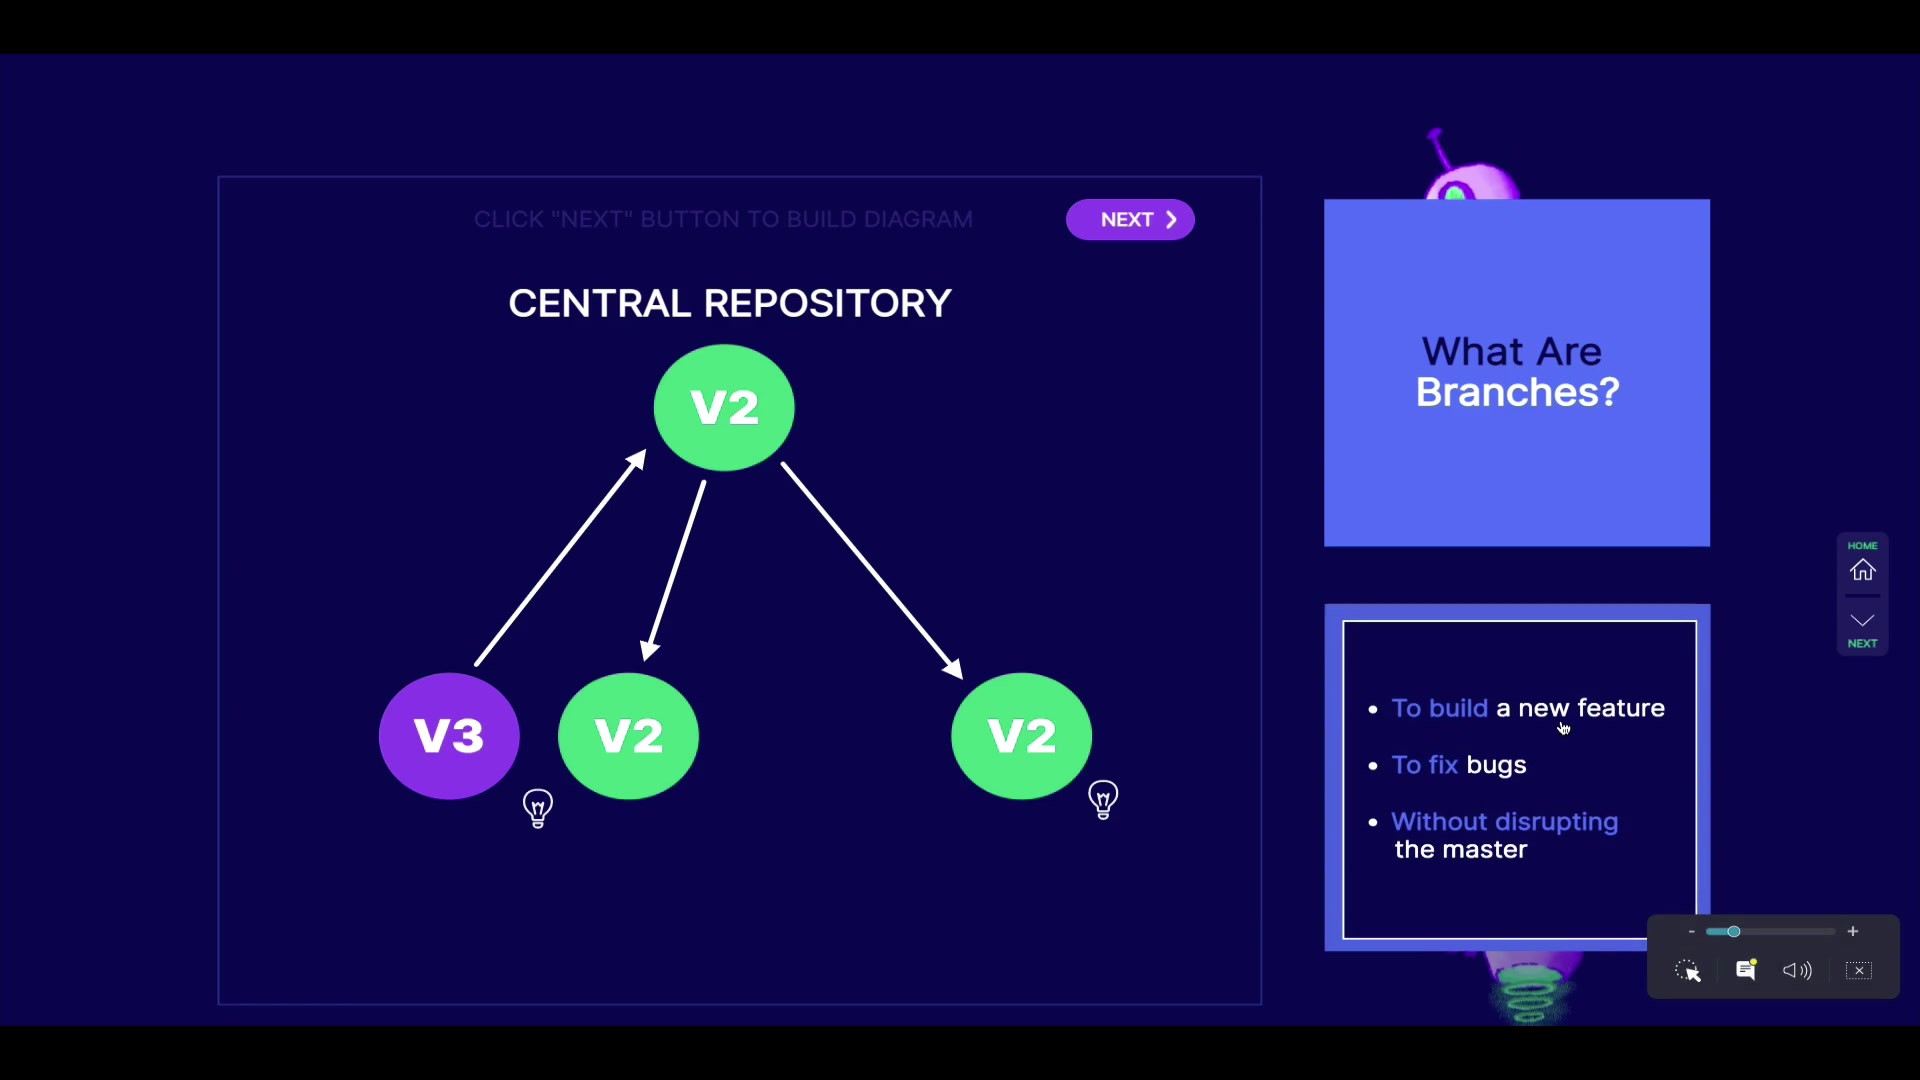 CLICK "NEXT" BUTTON TO BUILD DIAGRAM
NEXT
CENTRAL REPOSITORY
V2
V3
V2
V2
What Are
Branches?
• To build a new feature
• To fix bugs
• Without disrupting
the master
HOME
NEXT
- +